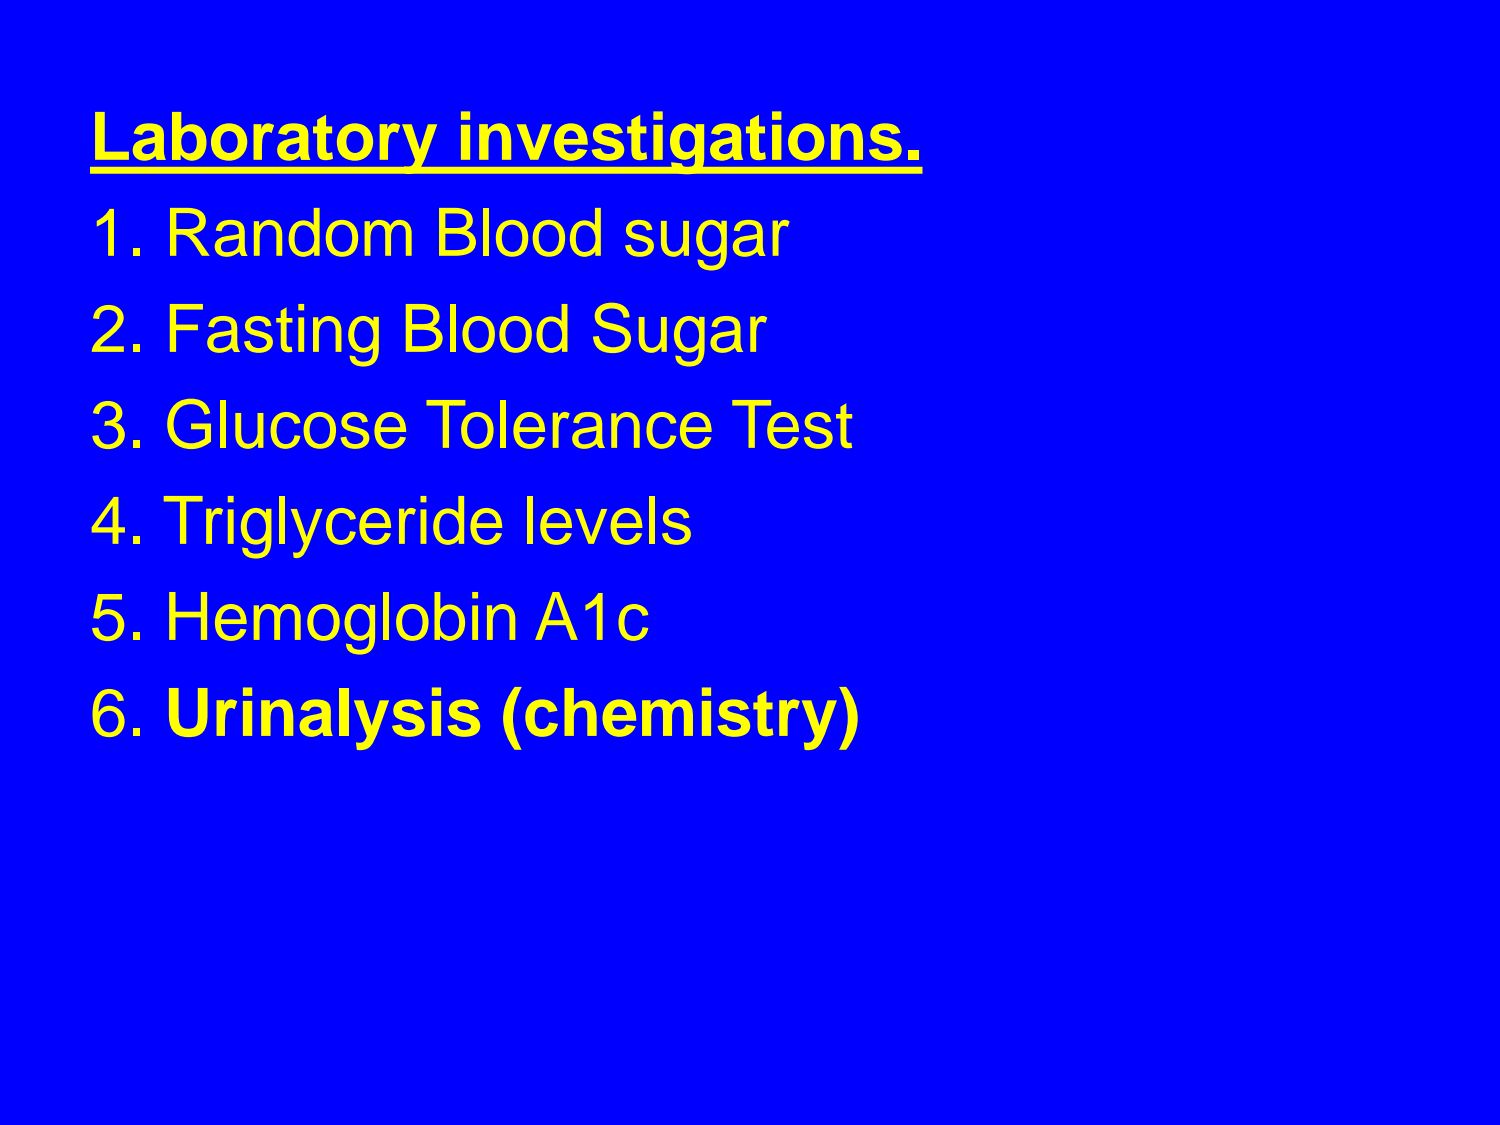 Laboratory investigations.
1. Random Blood sugar
2. Fasting Blood Sugar
3. Glucose Tolerance Test
4. Triglyceride levels
5. Hemoglobin A1c
6. Urinalysis (chemistry)